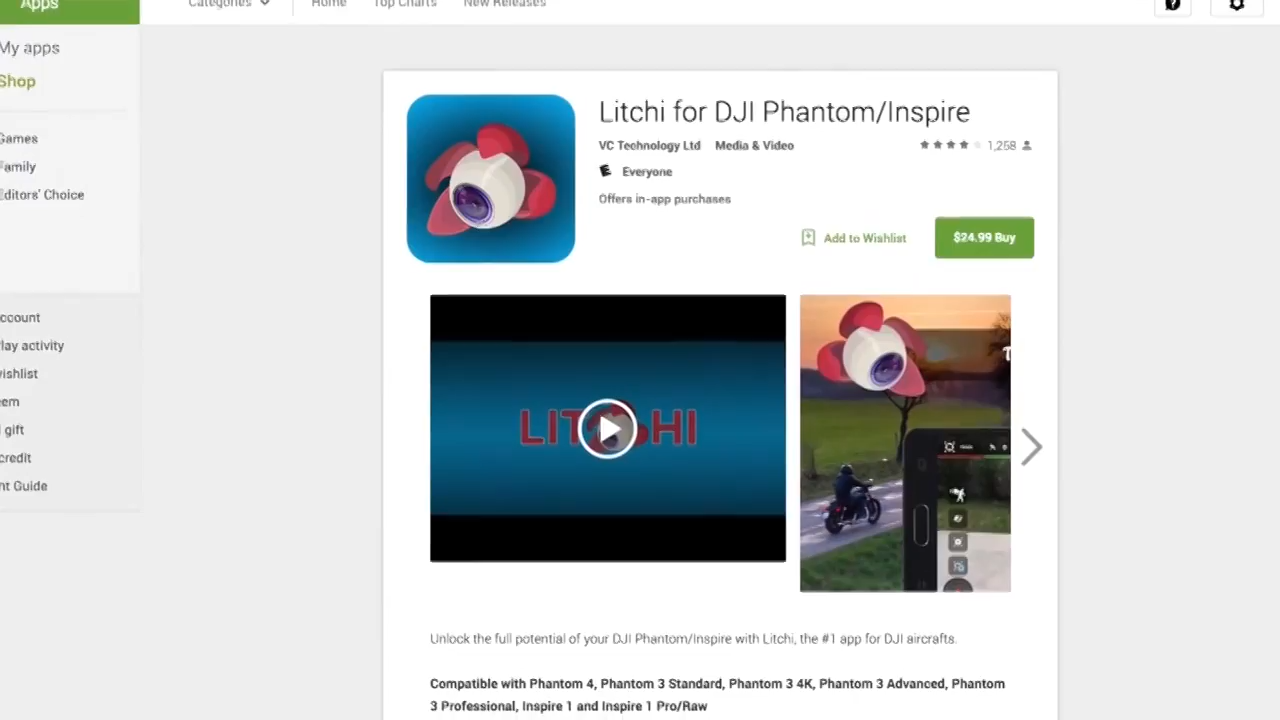 Apps
Categories
Home
Top Charts
New Releases
My apps
Shop
Games
Family
Editors' Choice
ccount
lay activity
ishlist
eem
gift
credit
nt Guide
Litchi for DJI Phantom/Inspire
VC Technology Ltd Media & Video
1,258
Everyone
Offers in-app purchases
Add to Wishlist
$24.99 Buy
LITCHI
T
Unlock the full potential of your DJI Phantom/Inspire with Litchi, the #1 app for DJI aircrafts.
Compatible with Phantom 4, Phantom 3 Standard, Phantom 3 4K, Phantom 3 Advanced, Phantom
3 Professional, Inspire 1 and Inspire 1 Pro/Raw